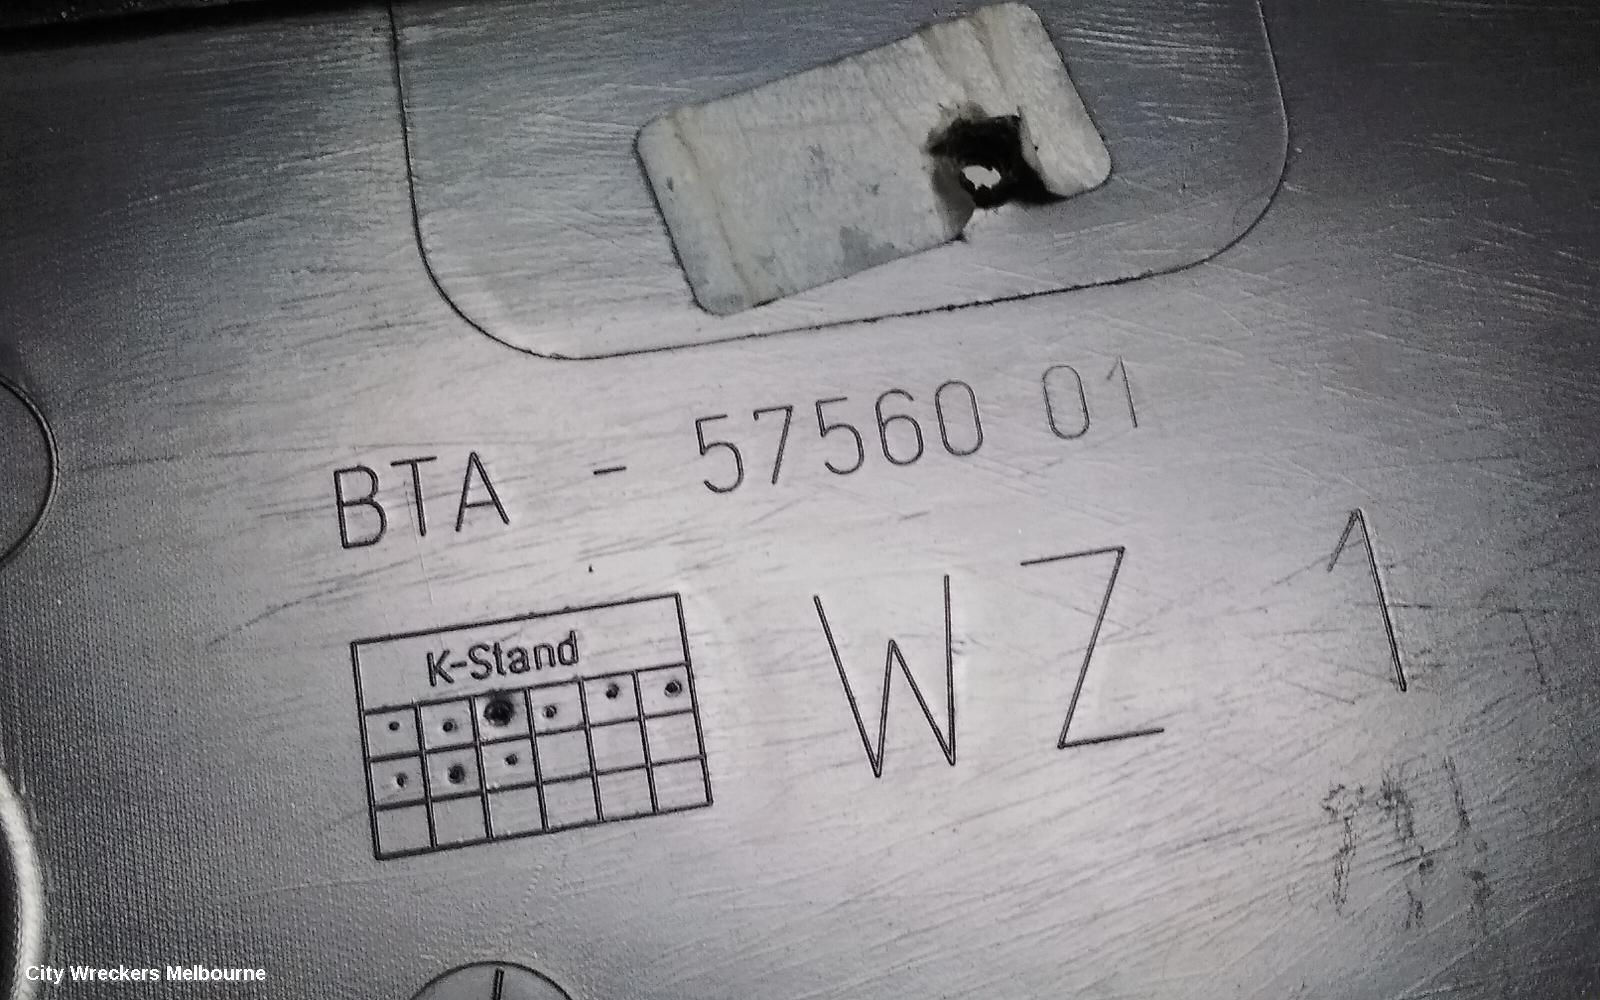 BTA - 57560 01
K-Stand
WZ 1
City Wreckers Melbourne